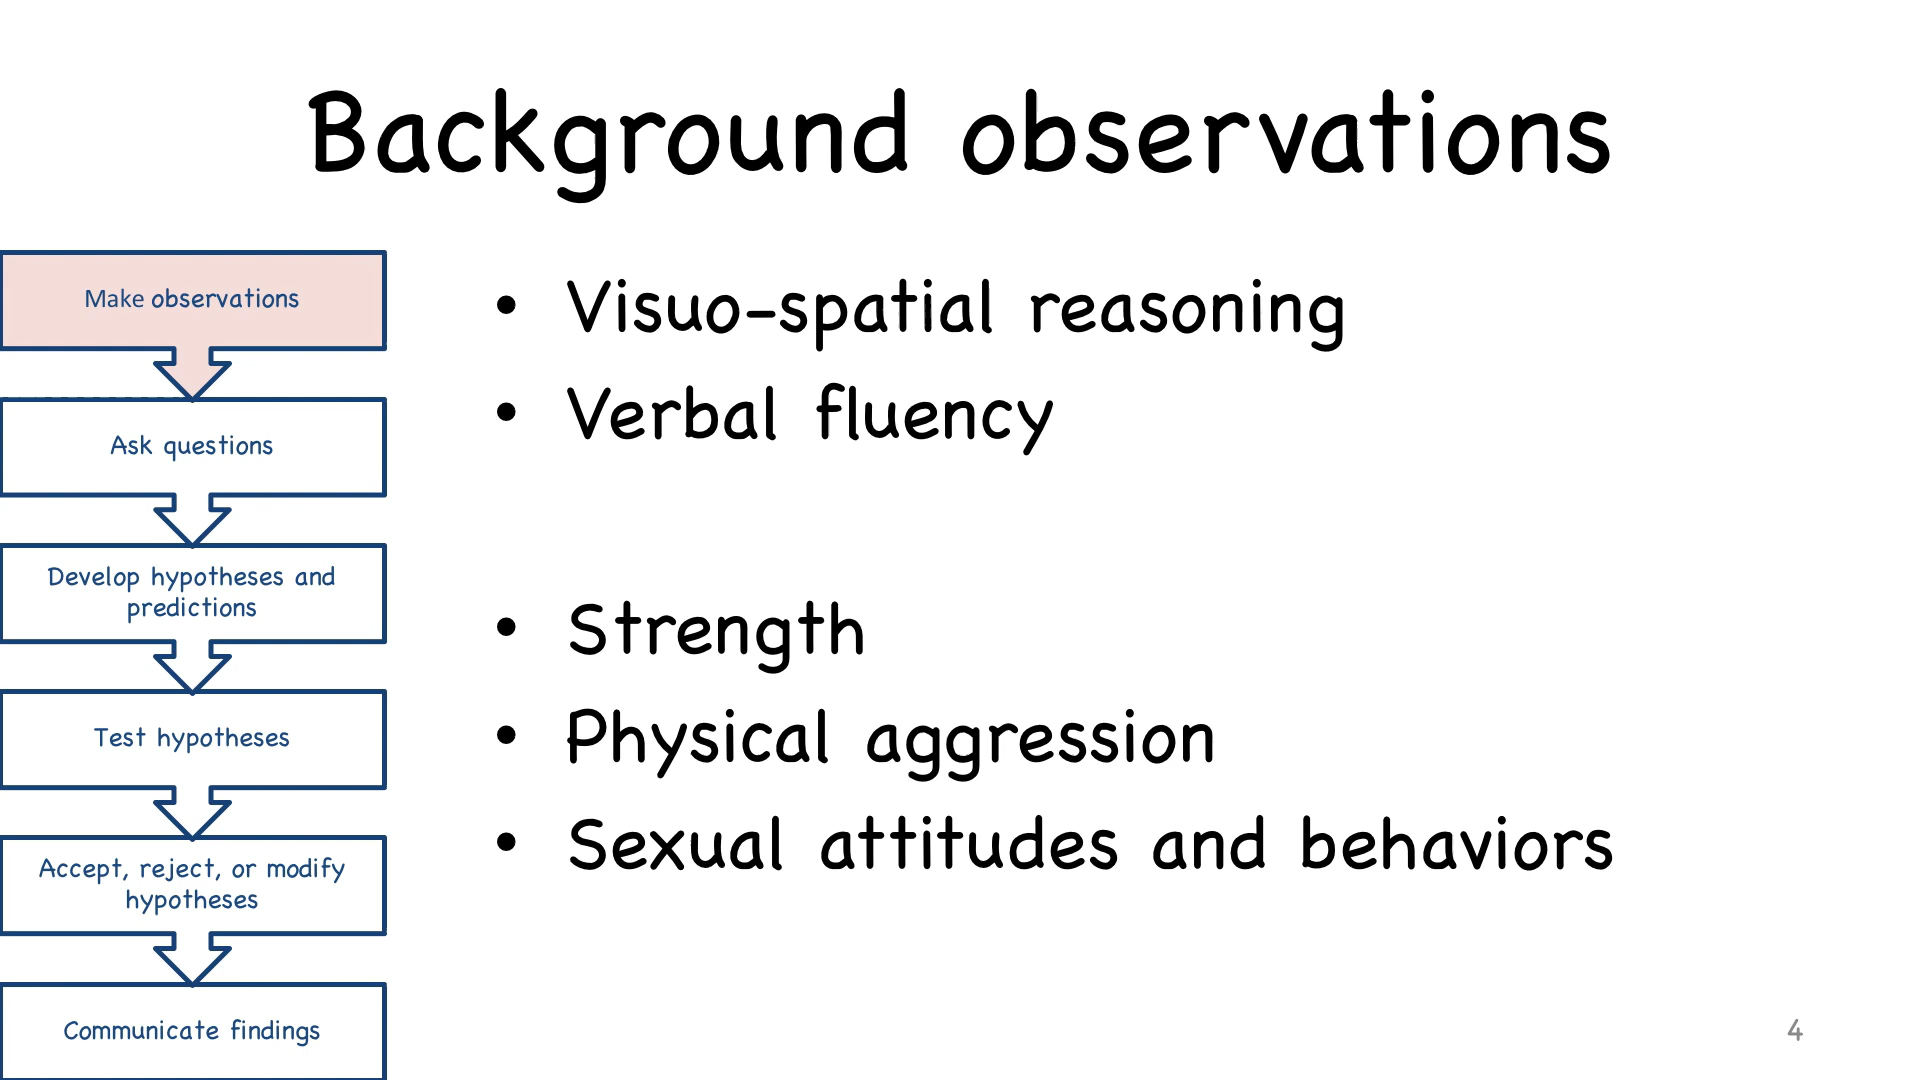 Background observations
Make observations
Ask questions
Develop hypotheses and
predictions
Test hypotheses
Accept, reject, or modify
hypotheses
Communicate findings
• Visuo-spatial reasoning
• Verbal fluency
• Strength
• Physical aggression
• Sexual attitudes and behaviors
4